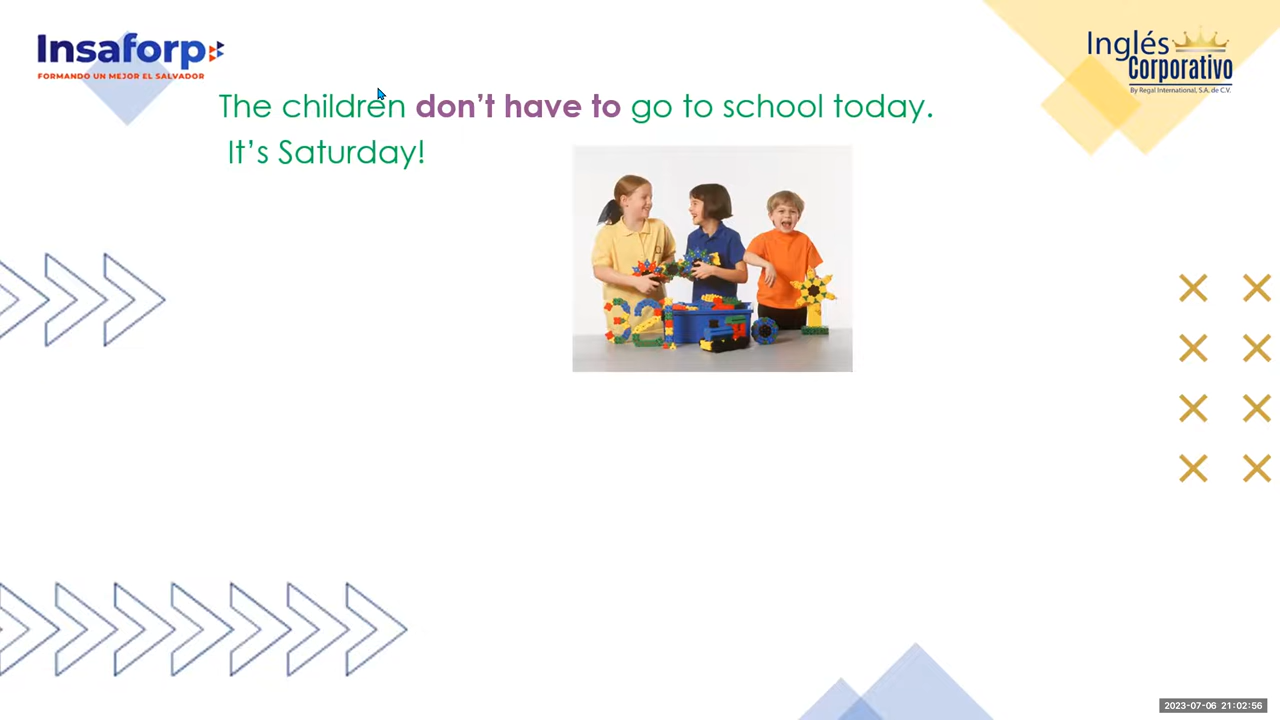 Insaforp
FORMANDO UN MEJOR EL SALVADOR
Inglés
Corporativo
By Regal International, S.A. de C.V.
The children don't have to go to school today.
It's Saturday!
2023-07-06 21:02:56